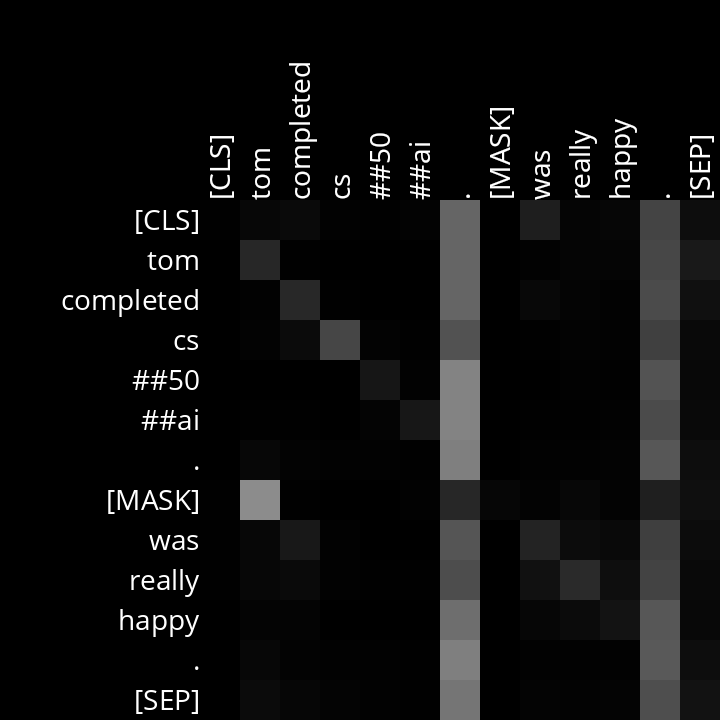 [CLS] tom completed cs ##50 ##ai . [MASK] was really happy . [SEP]
[CLS]
tom
completed
cs
##50
##ai
.
[MASK]
was
really
happy
.
[SEP]